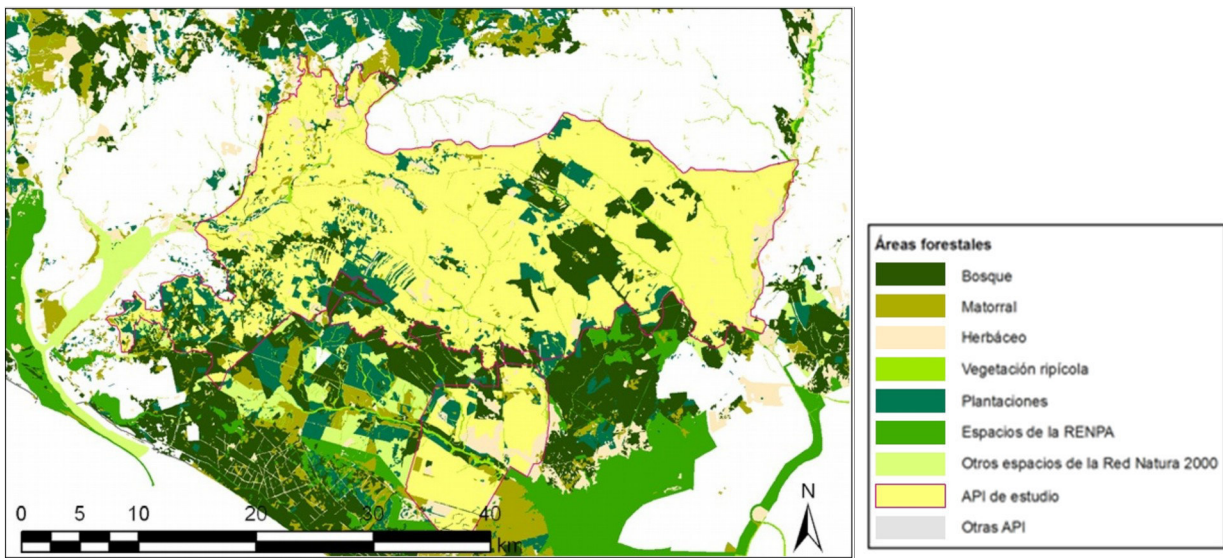 0 5 10 20 30 40
km
N
Áreas forestales
Bosque
Matorral
Herbáceo
Vegetación ripícola
Plantaciones
Espacios de la RENPA
Otros espacios de la Red Natura 2000
API de estudio
Otras API